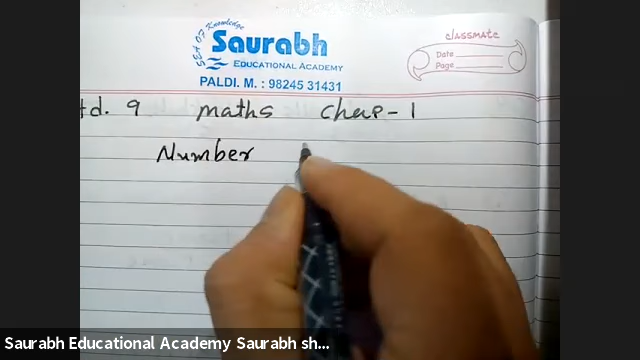 SEA OF Knowledge
Saurabh
EDUCATIONAL ACADEMY
PALDI. M. : 98245 31431
classmate
Date
Page
td. 9 maths chap-1
Number
Saurabh Educational Academy Saurabh sh...